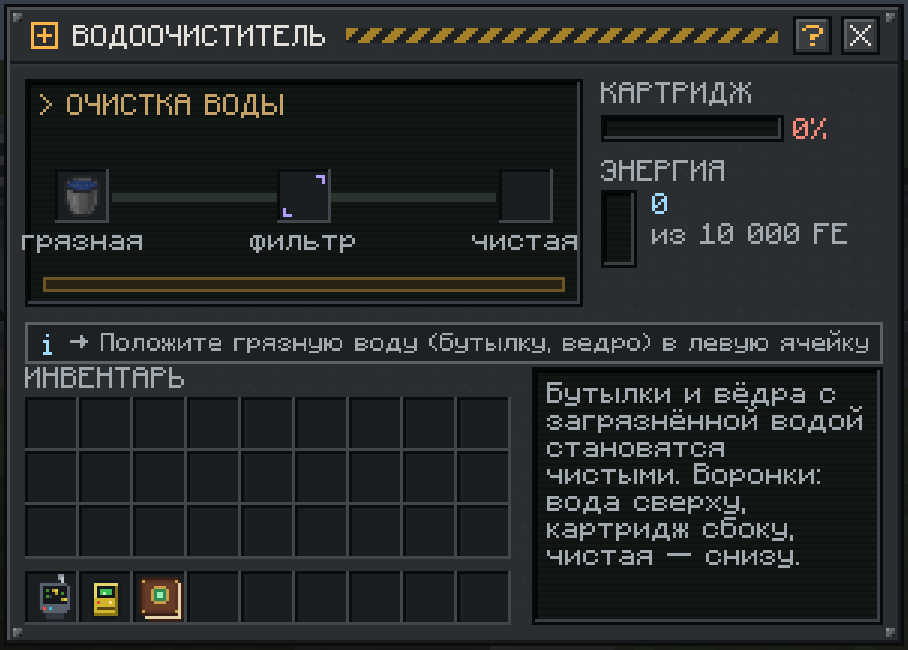 ВОДООЧИСТИТЕЛЬ
?
> ОЧИСТКА ВОДЫ
грязная
фильтр
чистая
КАРТРИДЖ
0%
ЭНЕРГИЯ
0
из 10 000 FE
i → Положите грязную воду (бутылку, ведро) в левую ячейку
ИНВЕНТАРЬ
Бутылки и вёдра с
загрязнённой водой
становятся
чистыми. Воронки:
вода сверху,
картридж сбоку,
чистая — снизу.